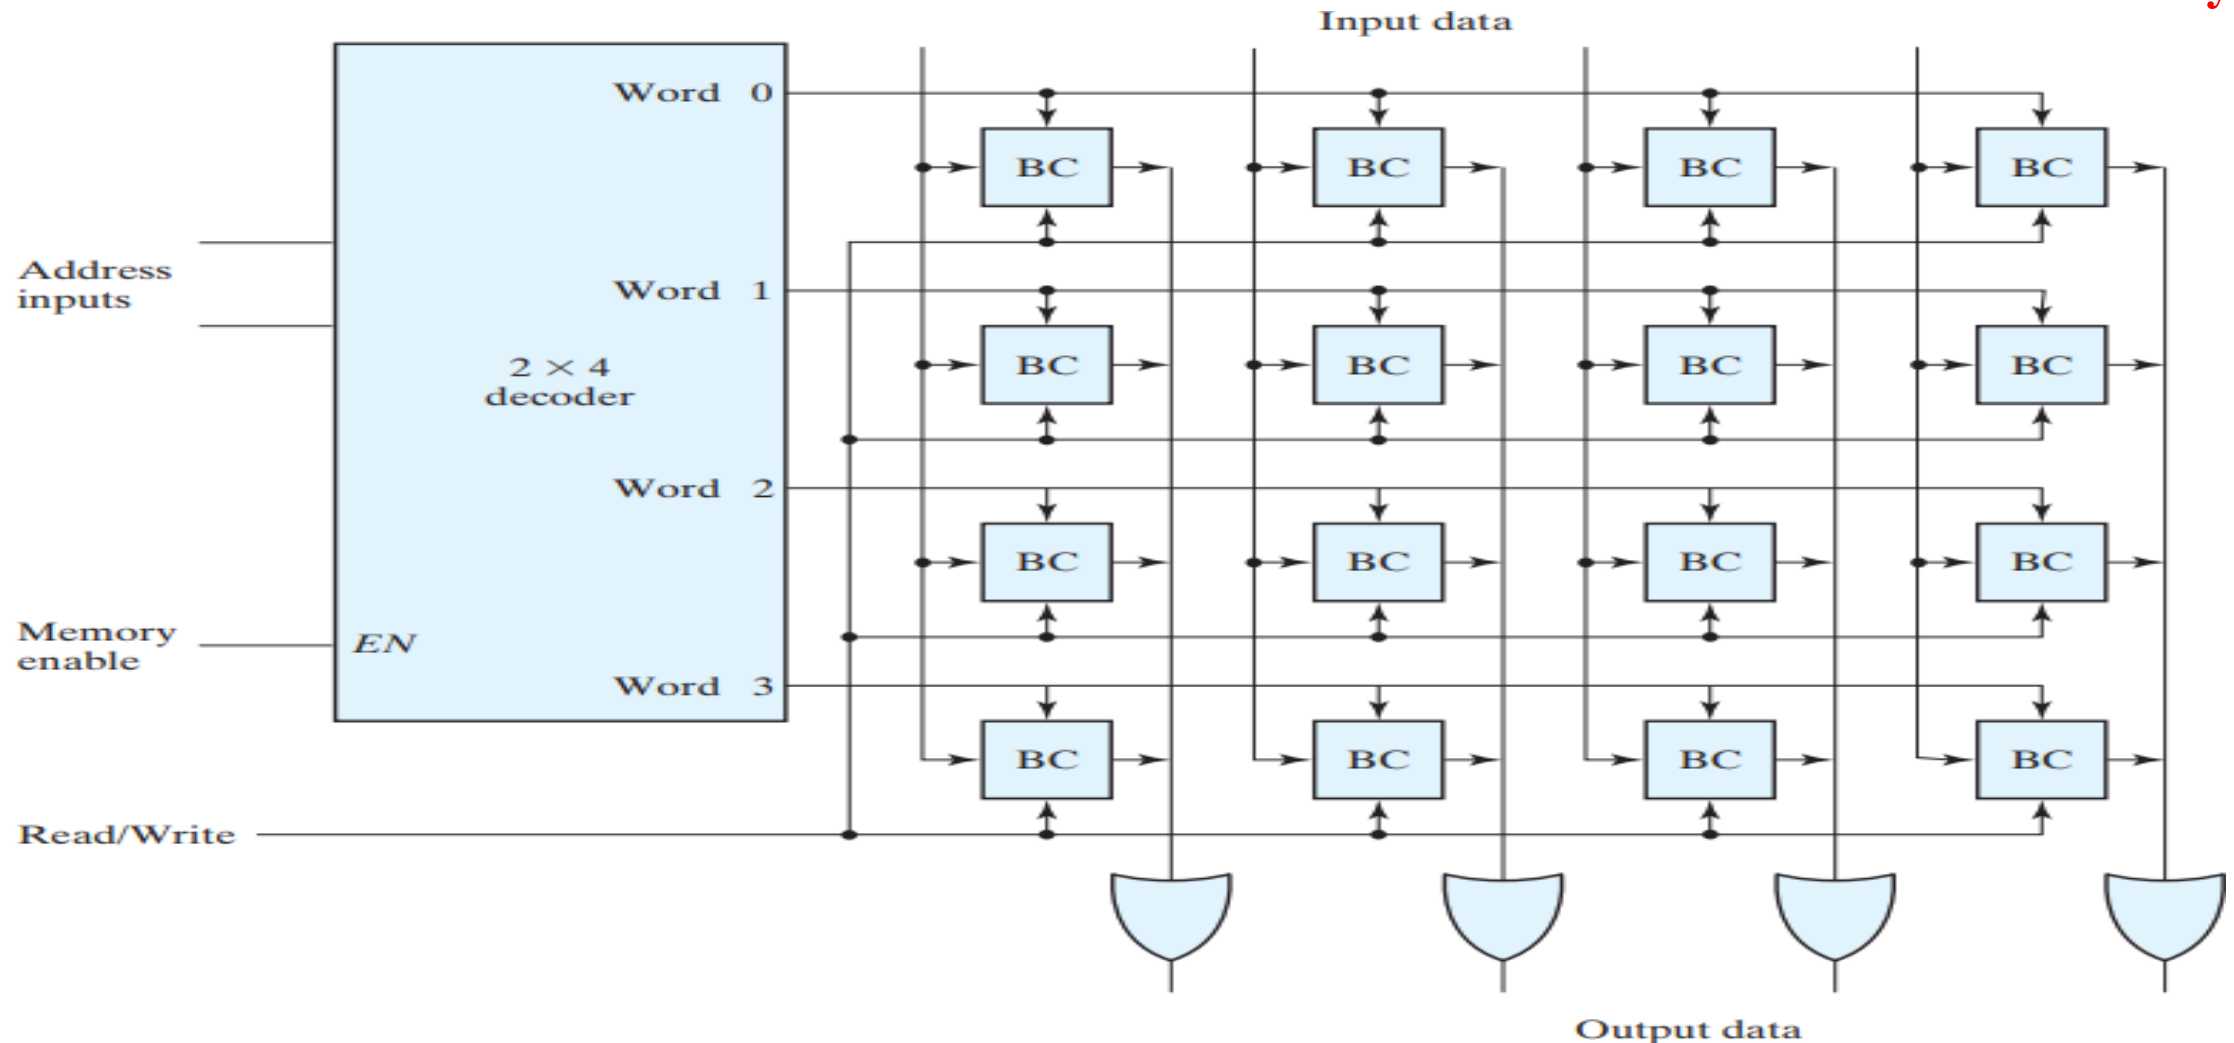 Input data
Word 0
BC BC BC BC
Address
inputs
Word 1
2 × 4
decoder
BC BC BC BC
Word 2
BC BC BC BC
Memory
enable
EN
Word 3
BC BC BC BC
Read/Write
Output data